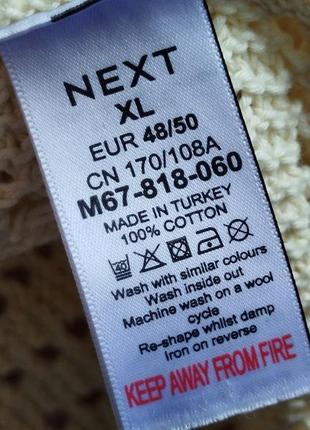 NEXT
XL
EUR 48/50
CN 170/108A
M67-818-060
MADE IN TURKEY
100% COTTON
40
Wash with similar colours
Wash inside out
Machine wash on a wool
cycle
Re-shape whilst damp
Iron on reverse
KEEP AWAY FROM FIRE